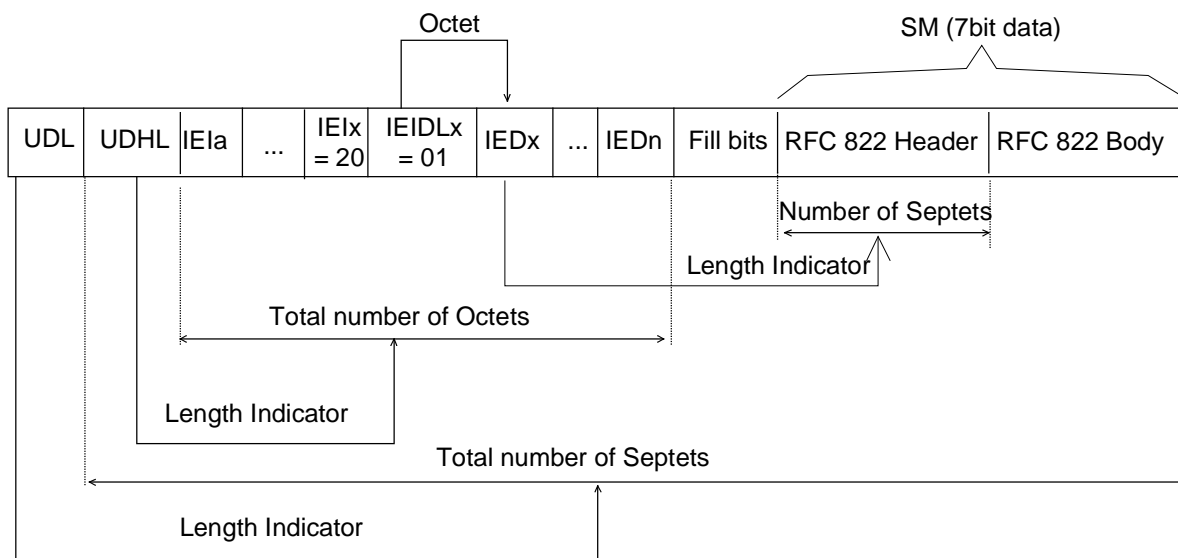 Octet
SM (7bit data)
UDL UDHL IEIa ... IEIx = 20 IEIDLx = 01 IEDx ... IEDn Fill bits RFC 822 Header RFC 822 Body
Number of Septets
Length Indicator
Total number of Octets
Length Indicator
Total number of Septets
Length Indicator